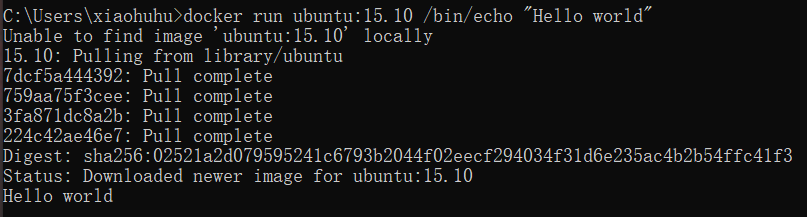 C:\Users\xiaohuhu>docker run ubuntu:15.10 /bin/echo "Hello world"
Unable to find image 'ubuntu:15.10' locally
15.10: Pulling from library/ubuntu
7dcf5a444392: Pull complete
759aa75f3cee: Pull complete
3fa871dc8a2b: Pull complete
224c42ae46e7: Pull complete
Digest: sha256:02521a2d079595241c6793b2044f02eecf294034f31d6e235ac4b2b54ffc41f3
Status: Downloaded newer image for ubuntu:15.10
Hello world